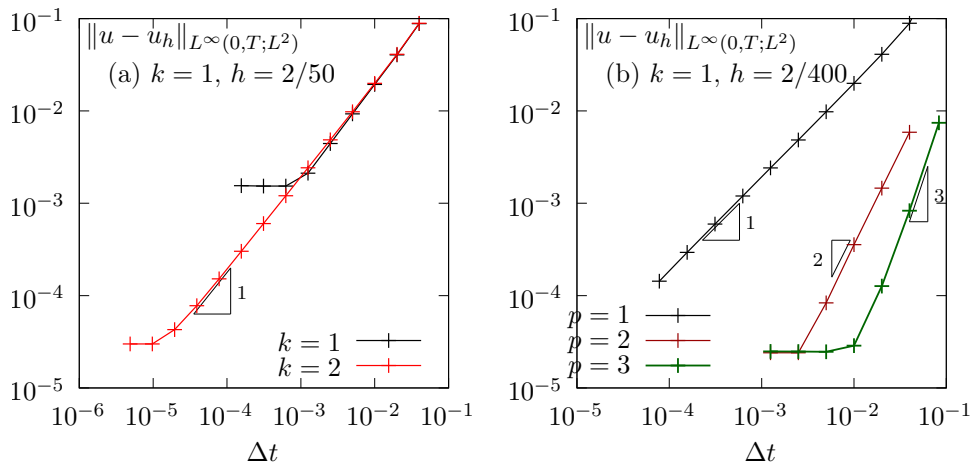 10⁻¹
10⁻²
10⁻³
10⁻⁴
10⁻⁵
‖u − u_h‖_{L^∞(0,T;L²)}
(a) k = 1, h = 2/50
1
k = 1
k = 2
10⁻⁶ 10⁻⁵ 10⁻⁴ 10⁻³ 10⁻² 10⁻¹
Δt
10⁻¹
10⁻²
10⁻³
10⁻⁴
10⁻⁵
‖u − u_h‖_{L^∞(0,T;L²)}
(b) k = 1, h = 2/400
1
2
3
p = 1
p = 2
p = 3
10⁻⁵ 10⁻⁴ 10⁻³ 10⁻² 10⁻¹
Δt